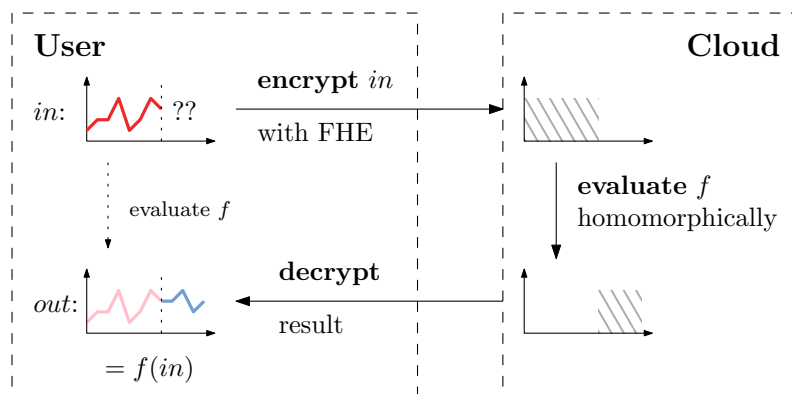 User
Cloud
in:
??
encrypt in
with FHE
evaluate f
evaluate f
homomorphically
out:
decrypt
result
= f(in)